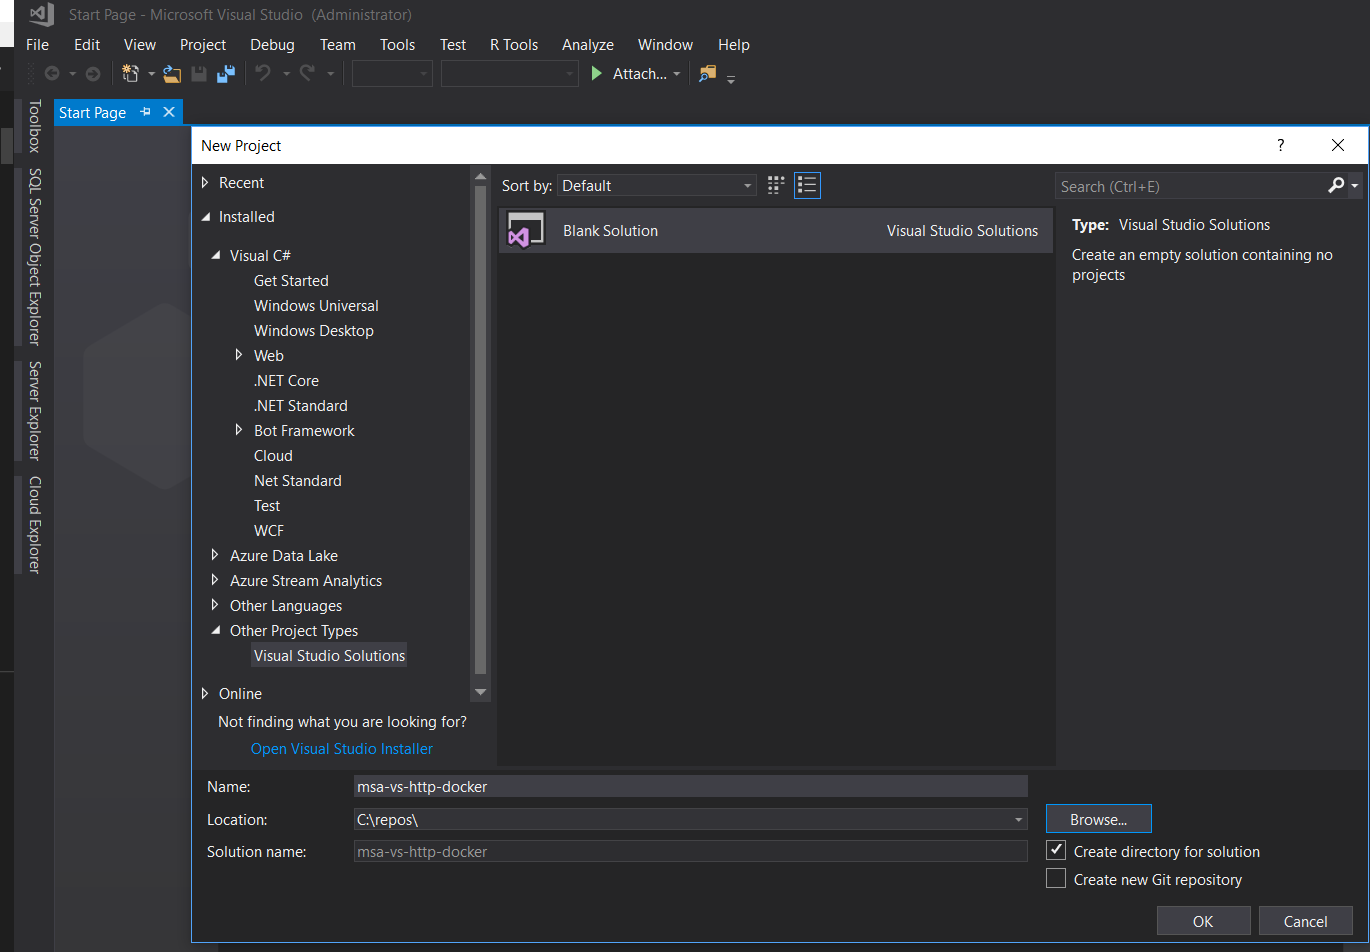 Start Page - Microsoft Visual Studio (Administrator)
File Edit View Project Debug Team Tools Test R Tools Analyze Window Help
Attach...
Toolbox
SQL Server Object Explorer
Server Explorer
Cloud Explorer
Start Page
New Project
?
Recent
Installed
Visual C#
Get Started
Windows Universal
Windows Desktop
Web
.NET Core
.NET Standard
Bot Framework
Cloud
Net Standard
Test
WCF
Azure Data Lake
Azure Stream Analytics
Other Languages
Other Project Types
Visual Studio Solutions
Online
Not finding what you are looking for?
Open Visual Studio Installer
Sort by: Default
Blank Solution Visual Studio Solutions
Search (Ctrl+E)
Type: Visual Studio Solutions
Create an empty solution containing no
projects
Name: msa-vs-http-docker
Location: C:\repos\ Browse...
Solution name: msa-vs-http-docker
Create directory for solution
Create new Git repository
OK Cancel